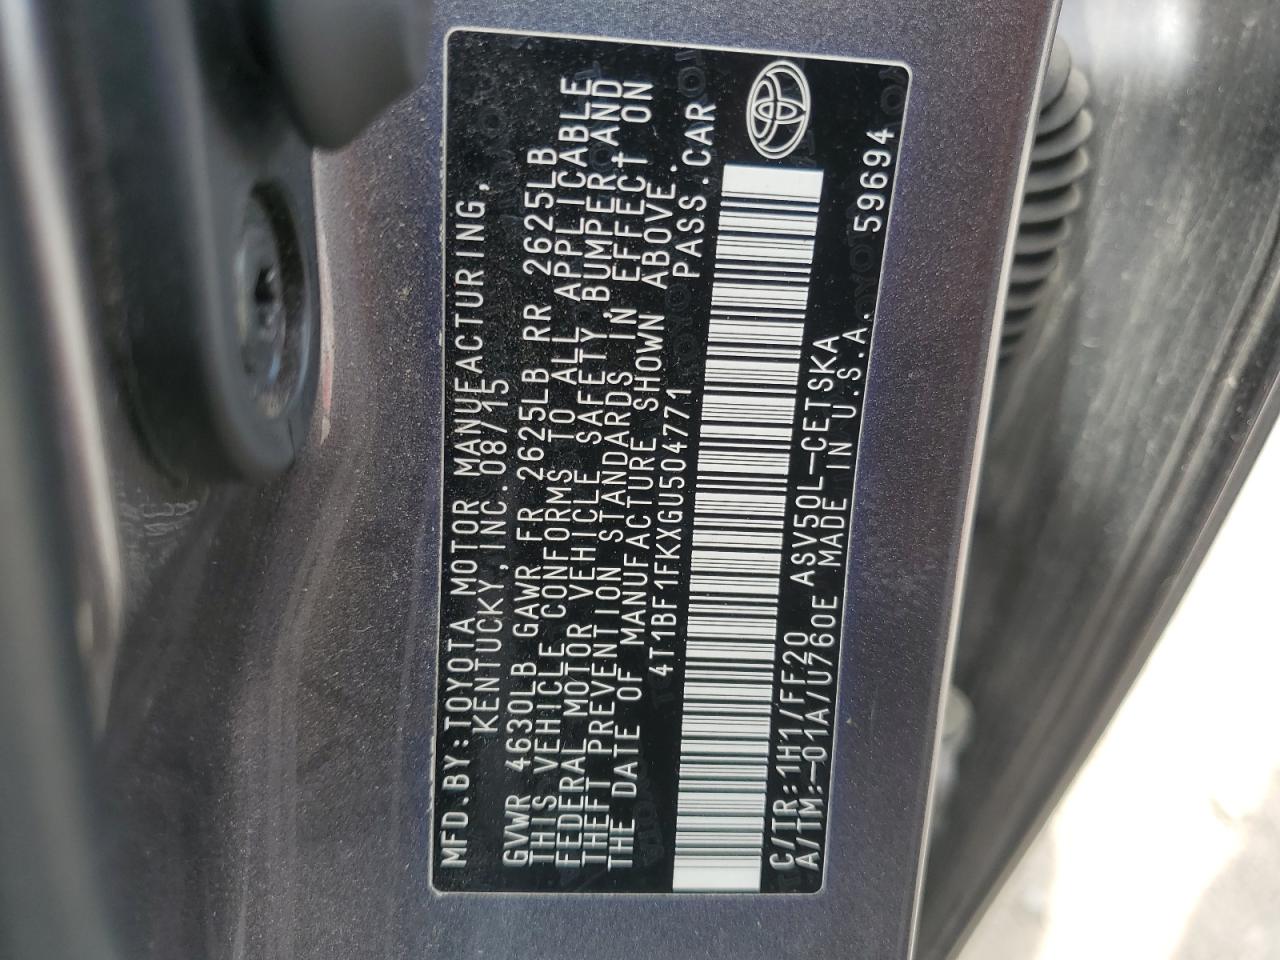 MFD.BY:TOYOTA MOTOR MANUFACTURING,
KENTUCKY,INC.08/15
GVWR 4630LB GAWR FR 2625LB RR 2625LB
THIS VEHICLE CONFORMS TO ALL APPLICABLE
FEDERAL MOTOR VEHICLE SAFETY,BUMPER,AND
THEFT PREVENTION STANDARDS IN EFFECT ON
THE DATE OF MANUFACTURE SHOWN ABOVE.
4T1BF1FKXGU504771 PASS.CAR
C/TR:1H1/FF20 ASV50L-CETSKA
A/TM:-01A/U760E MADE IN U.S.A. 59694